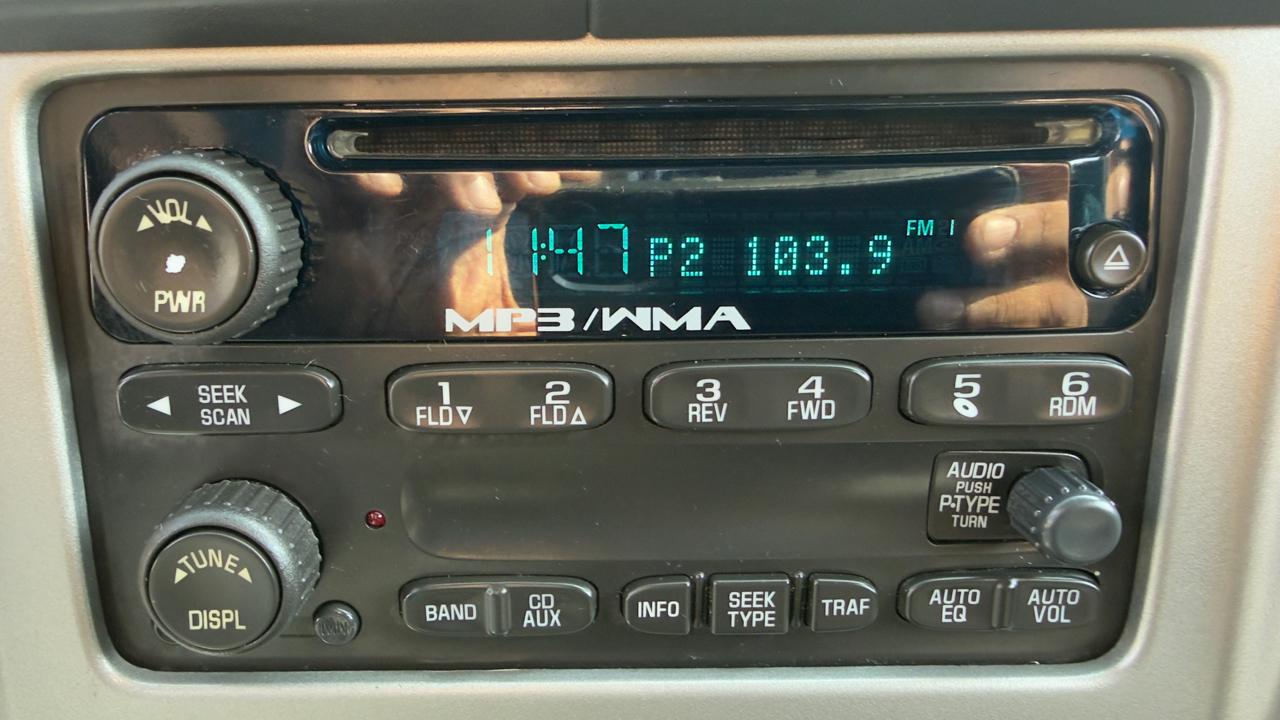 VOL
PWR
11:47 P2 103.9 FM 1
MP3/WMA
SEEK
SCAN
1 2
FLD▽ FLD△
3 4
REV FWD
5 6
RDM
AUDIO
PUSH
P-TYPE
TURN
TUNE
DISPL
BAND
CD
AUX
INFO
SEEK
TYPE
TRAF
AUTO
EQ
AUTO
VOL